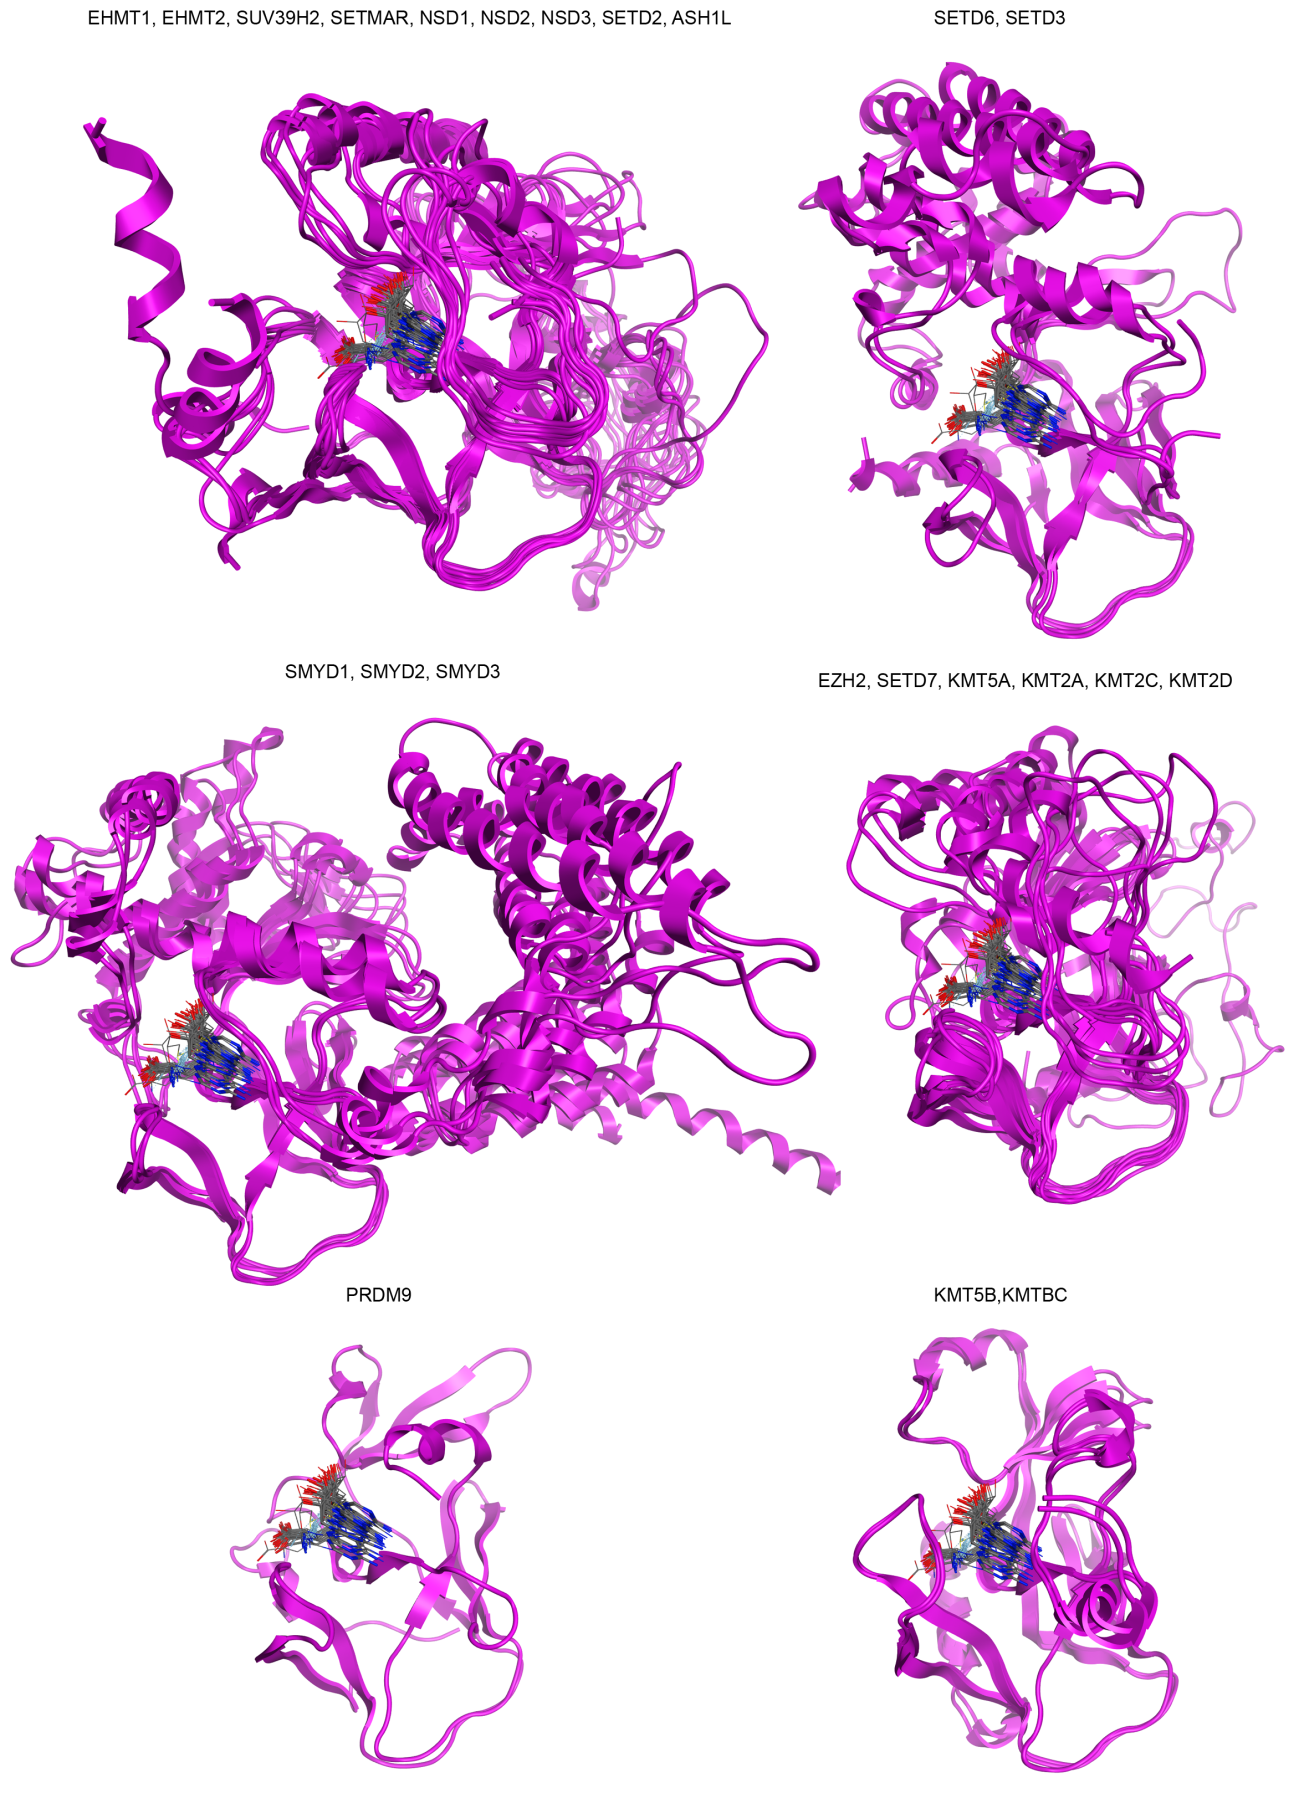 EHMT1, EHMT2, SUV39H2, SETMAR, NSD1, NSD2, NSD3, SETD2, ASH1L
SETD6, SETD3
SMYD1, SMYD2, SMYD3
EZH2, SETD7, KMT5A, KMT2A, KMT2C, KMT2D
PRDM9
KMT5B,KMTBC